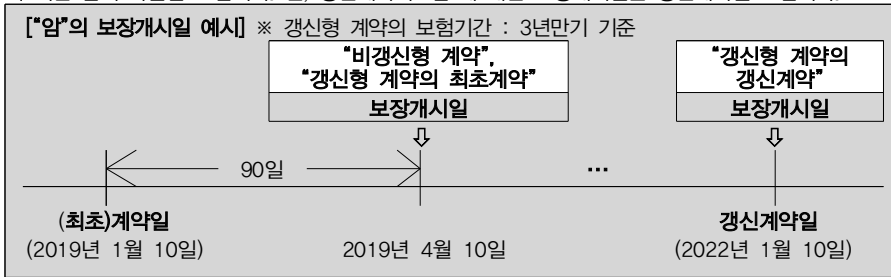 ["암"의 보장개시일 예시] ※ 갱신형 계약의 보험기간 : 3년만기 기준
"비갱신형 계약",
"갱신형 계약의 최초계약"
보장개시일
"갱신형 계약의
갱신계약"
보장개시일
90일
...
(최초)계약일
(2019년 1월 10일)
2019년 4월 10일
갱신계약일
(2022년 1월 10일)